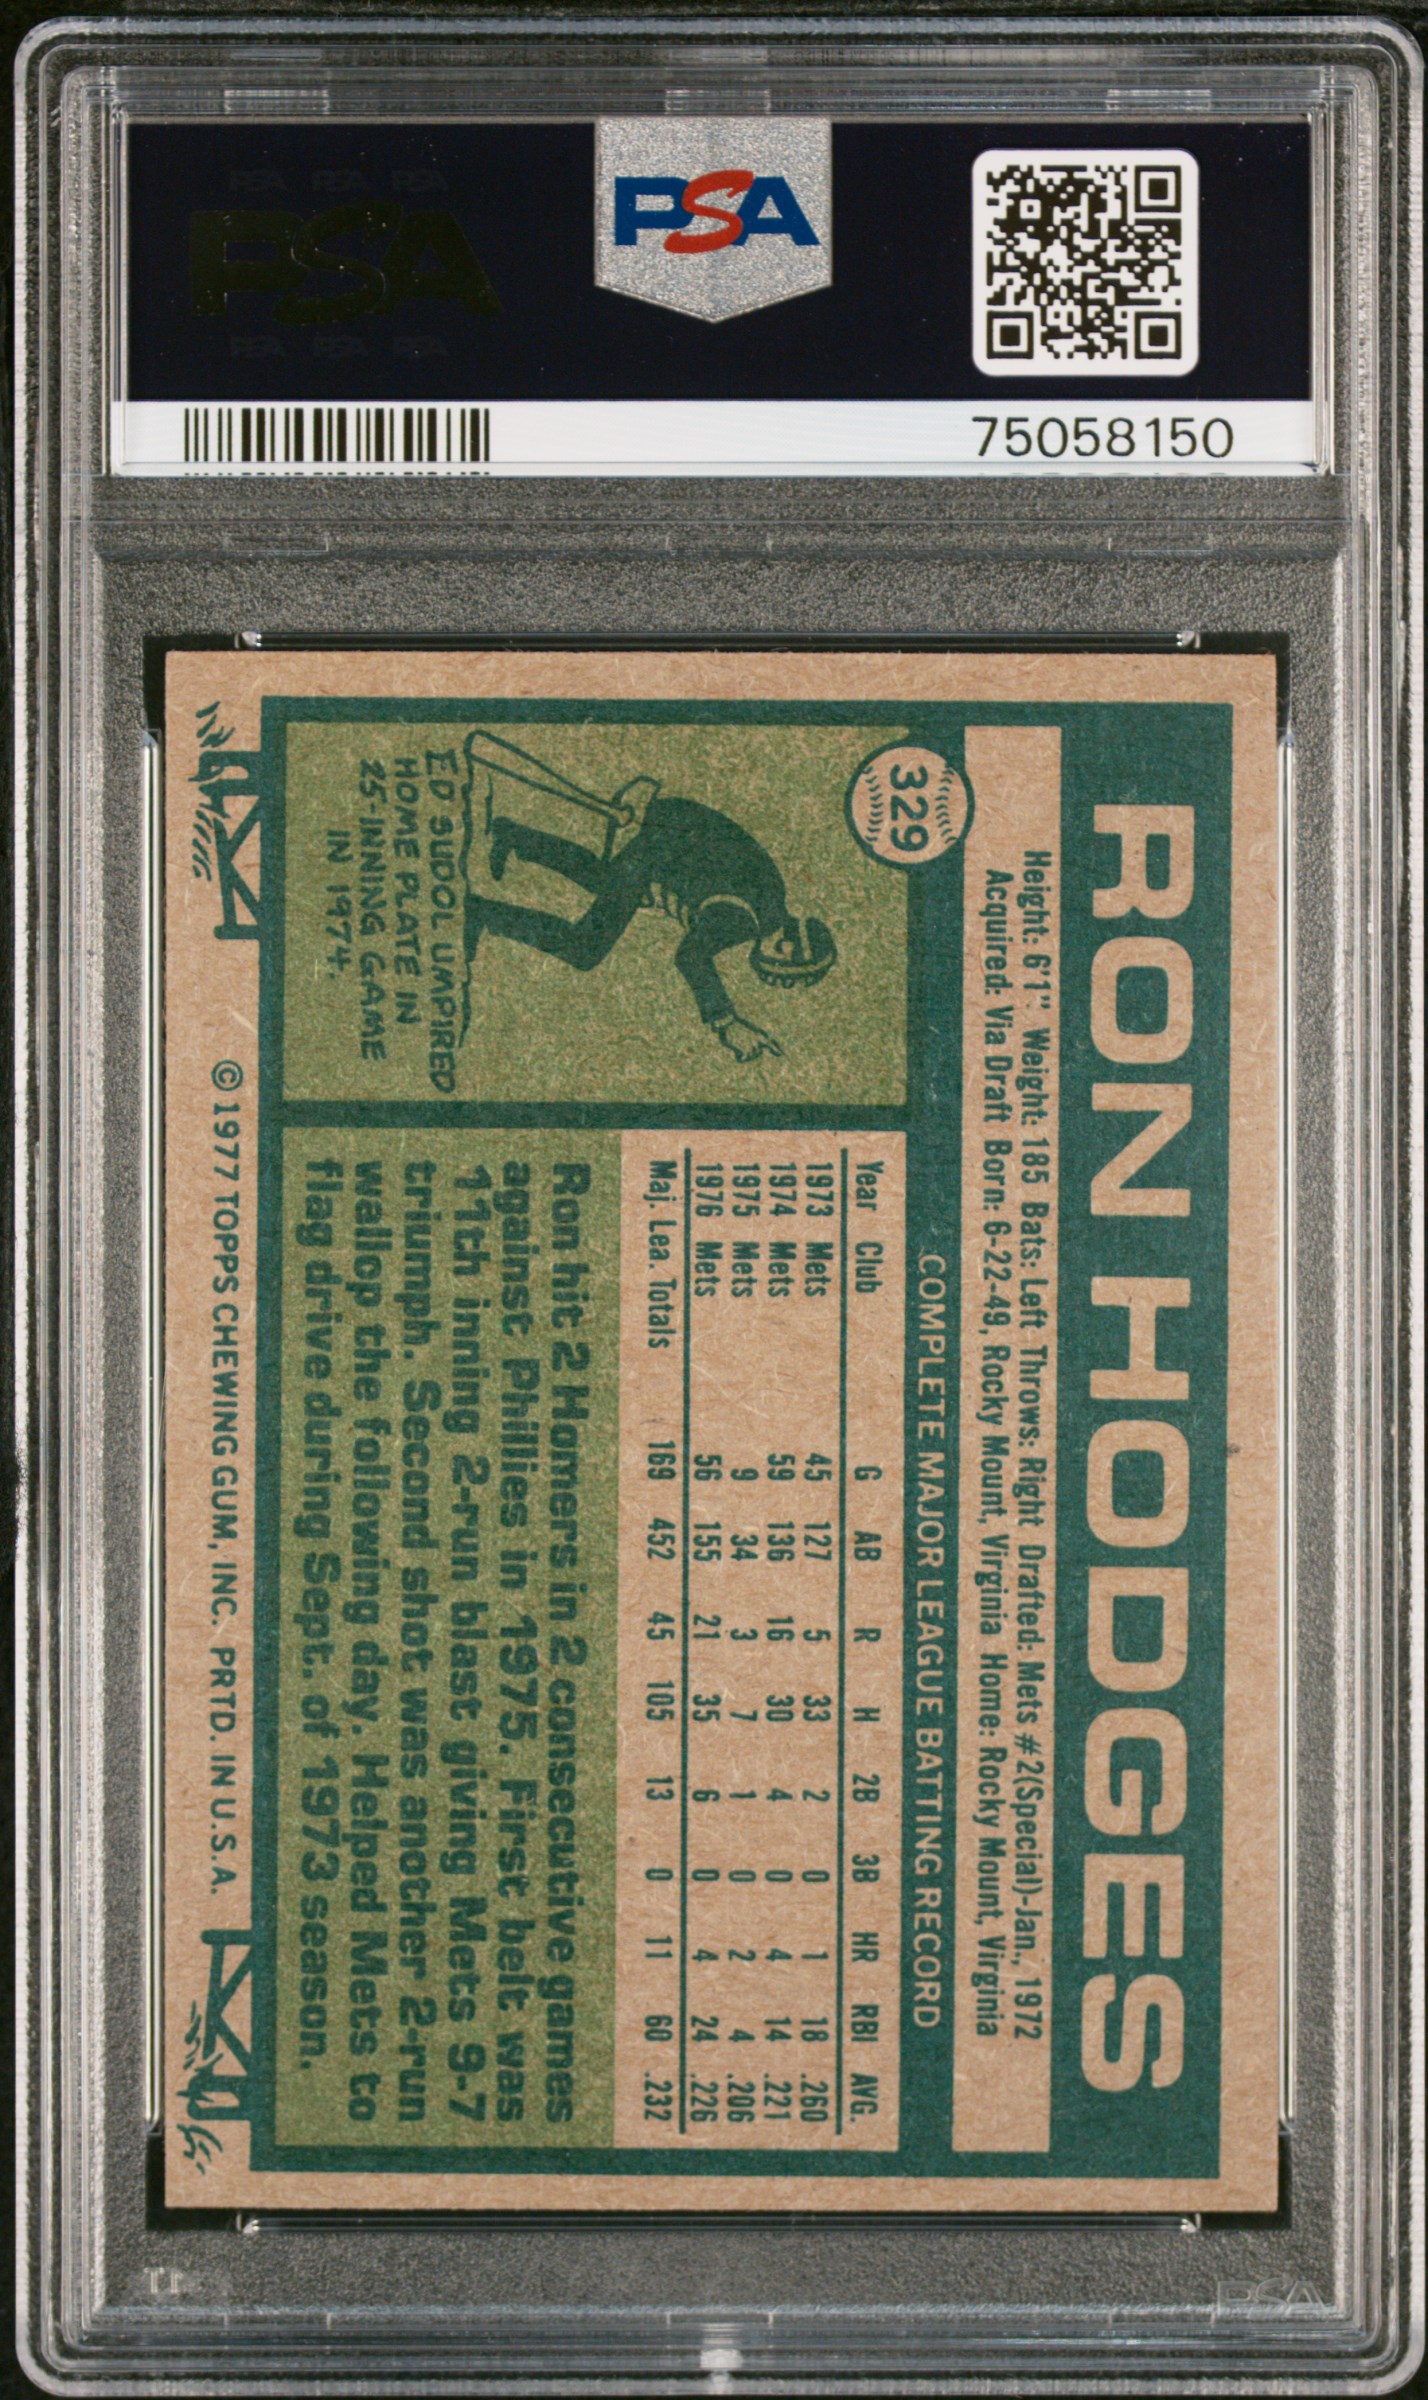 PSA PSA PSA
PSA
PSA PSA PSA
PSA
75058150
RON HODGES
Height: 6'1" Weight: 185 Bats: Left Throws: Right Drafted: Mets #2(Special)-Jan., 1972
Acquired: Via Draft Born: 6-22-49, Rocky Mount, Virginia Home: Rocky Mount, Virginia
329
COMPLETE MAJOR LEAGUE BATTING RECORD
Year Club G AB R H 2B 3B HR RBI AVG.
1973 Mets 45 127 5 33 2 0 1 18 .260
1974 Mets 59 136 16 30 4 0 4 14 .221
1975 Mets 9 34 3 7 1 0 2 4 .206
1976 Mets 56 155 21 35 6 0 4 24 .226
Maj. Lea. Totals 169 452 45 105 13 0 11 60 .232
ED SUDOL UMPIRED
HOME PLATE IN
25-INNING GAME
IN 1974.
Ron hit 2 Homers in 2 consecutive games
against Phillies in 1975. First belt was
11th inning 2-run blast giving Mets 9-7
triumph. Second shot was another 2-run
wallop the following day. Helped Mets to
flag drive during Sept. of 1973 season.
© 1977 TOPPS CHEWING GUM, INC. PRTD. IN U.S.A.
PSA